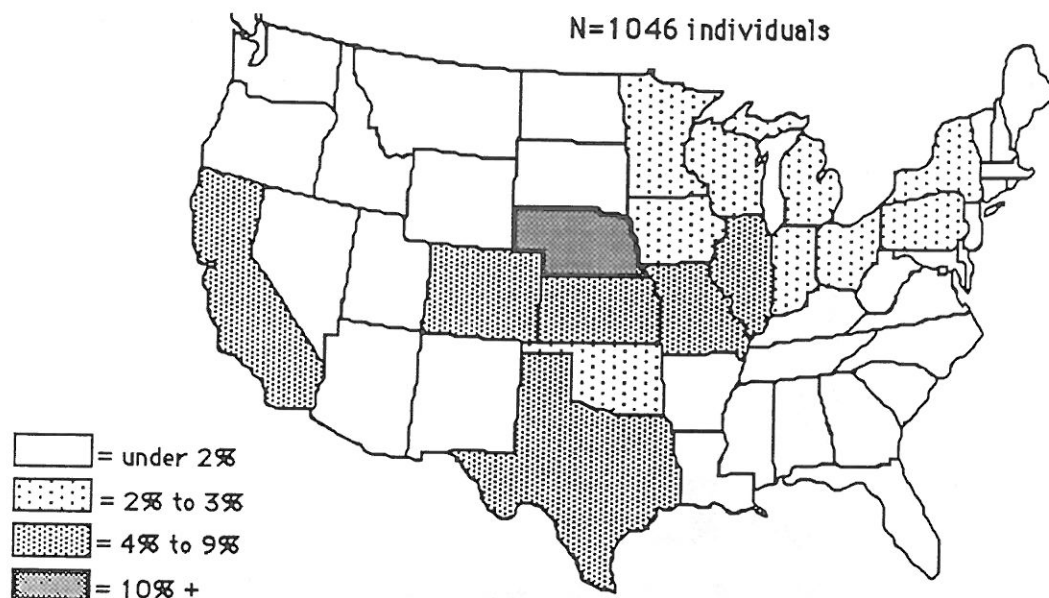 N=1046 individuals
= under 2%
= 2% to 3%
= 4% to 9%
= 10% +